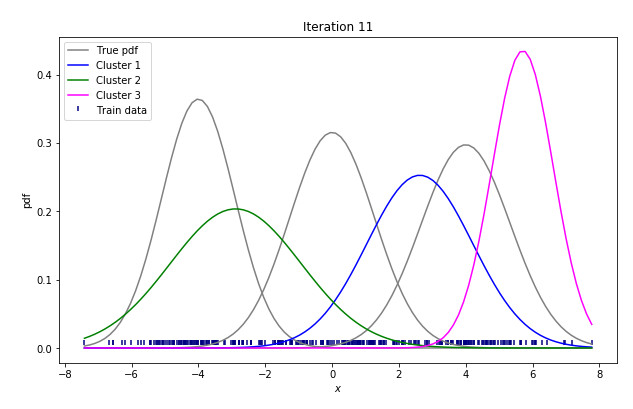 Iteration 11
True pdf
Cluster 1
Cluster 2
Cluster 3
Train data
pdf
0.4
0.3
0.2
0.1
0.0
−8 −6 −4 −2 0 2 4 6 8
x